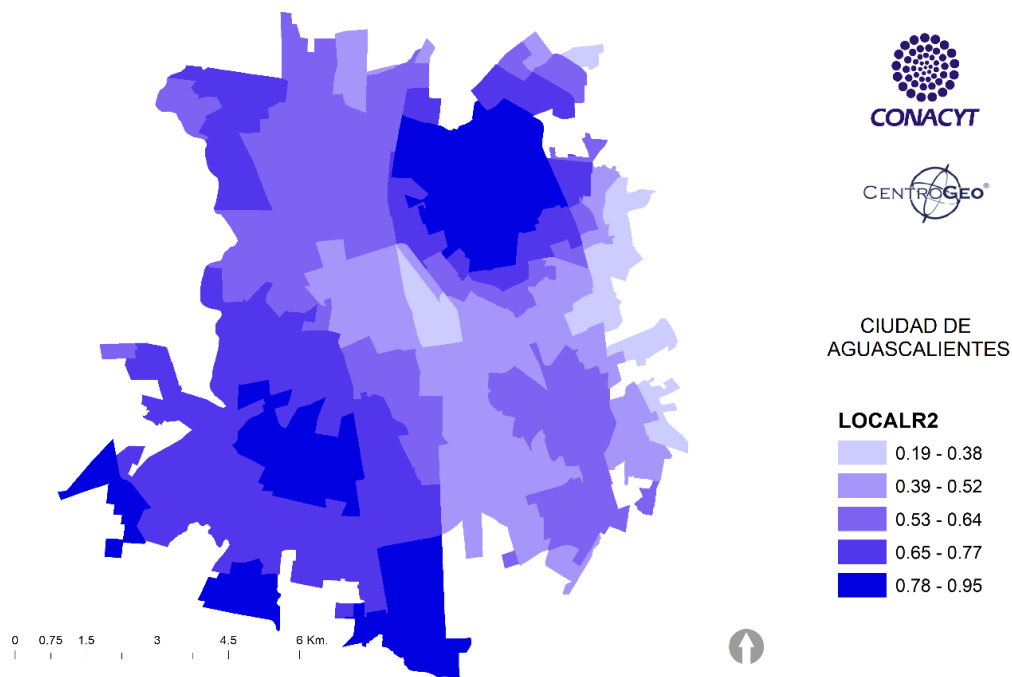 CONACYT
CENTROGEO®
CIUDAD DE
AGUASCALIENTES
LOCALR2
0.19 - 0.38
0.39 - 0.52
0.53 - 0.64
0.65 - 0.77
0.78 - 0.95
0 0.75 1.5 3 4.5 6 Km.